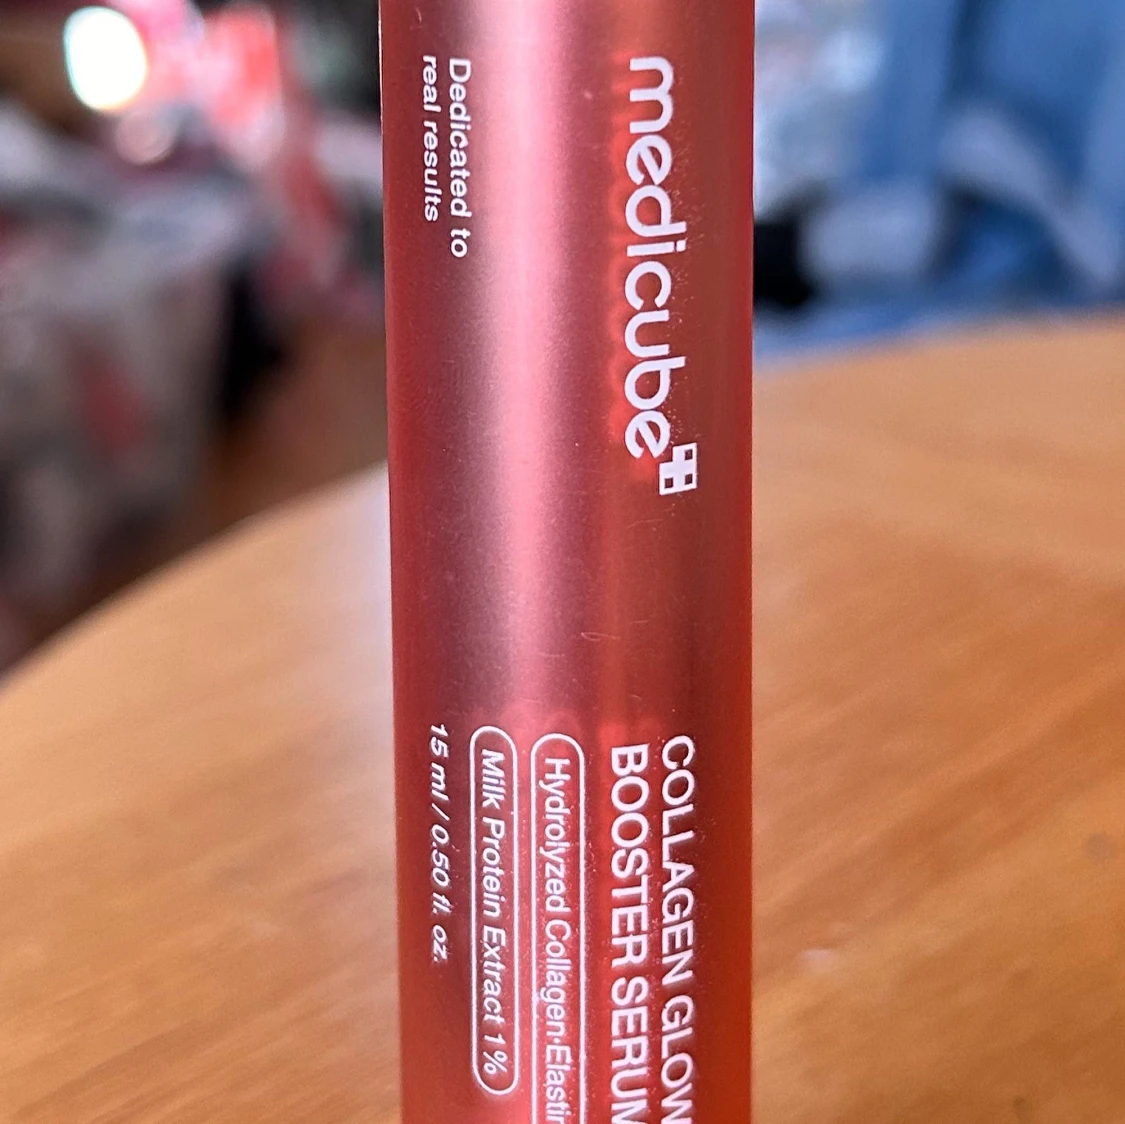 medicube
Dedicated to
real results
COLLAGEN GLOW
BOOSTER SERUM
Hydrolyzed Collagen·Elastin
Milk Protein Extract 1%
15 ml / 0.50 fl. oz.